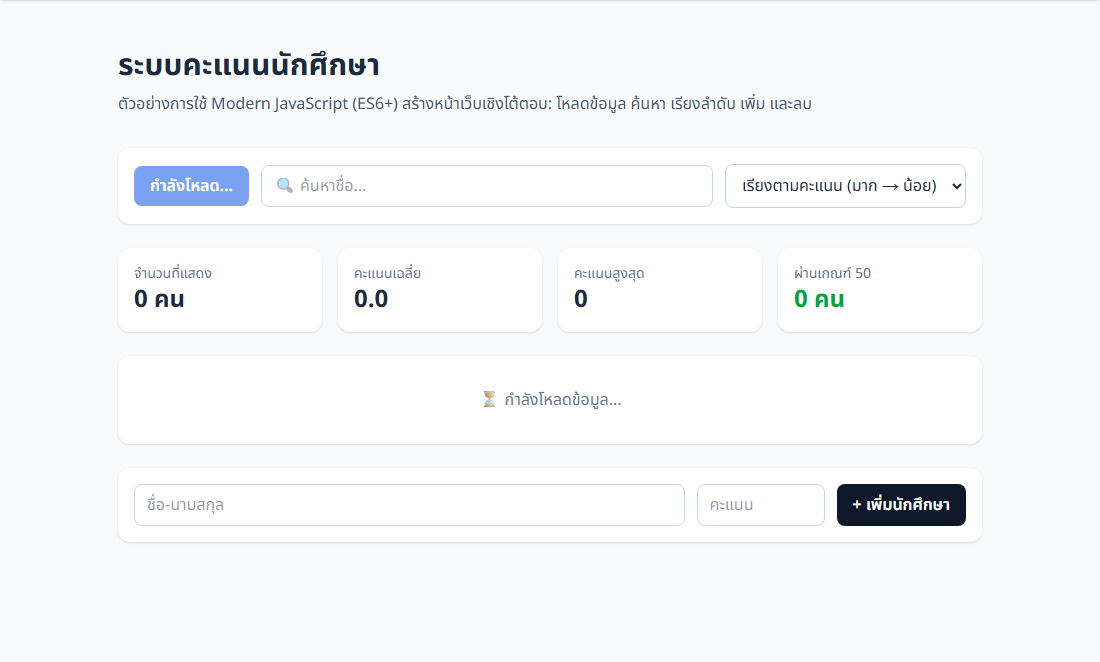 ระบบคะแนนนักศึกษา
ตัวอย่างการใช้ Modern JavaScript (ES6+) สร้างหน้าเว็บเชิงโต้ตอบ: โหลดข้อมูล ค้นหา เรียงลำดับ เพิ่ม และลบ
กำลังโหลด...
🔍 ค้นหาชื่อ...
เรียงตามคะแนน (มาก → น้อย)
จำนวนที่แสดง
0 คน
คะแนนเฉลี่ย
0.0
คะแนนสูงสุด
0
ผ่านเกณฑ์ 50
0 คน
⏳ กำลังโหลดข้อมูล...
ชื่อ-นามสกุล
คะแนน
+ เพิ่มนักศึกษา